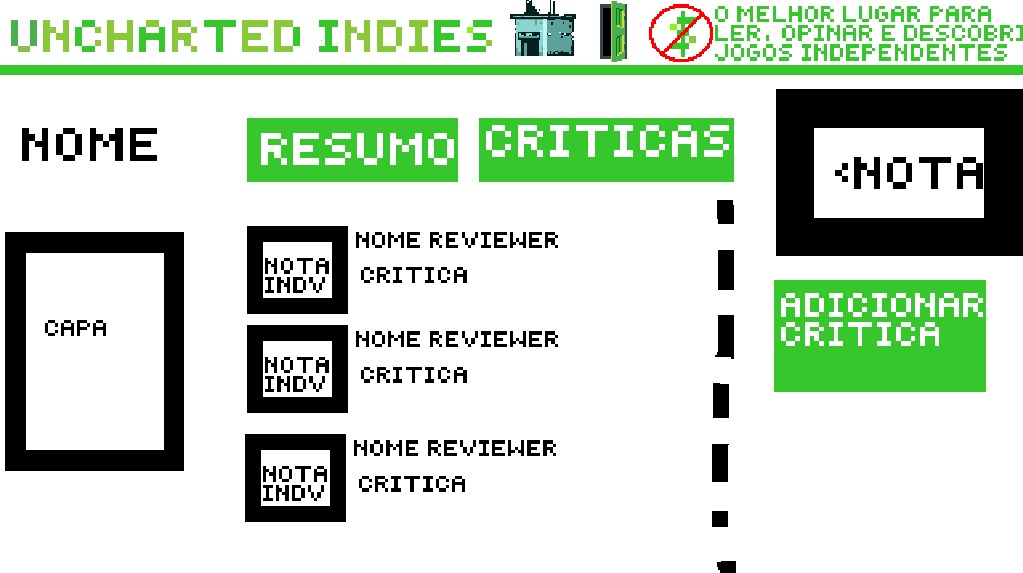 UNCHARTED INDIES
O MELHOR LUGAR PARA
LER, OPINAR E DESCOBRI
JOGOS INDEPENDENTES
NOME
RESUMO
CRITICAS
<NOTA
CAPA
NOTA
INDV
NOME REVIEWER
CRITICA
NOTA
INDV
NOME REVIEWER
CRITICA
NOTA
INDV
NOME REVIEWER
CRITICA
ADICIONAR
CRITICA